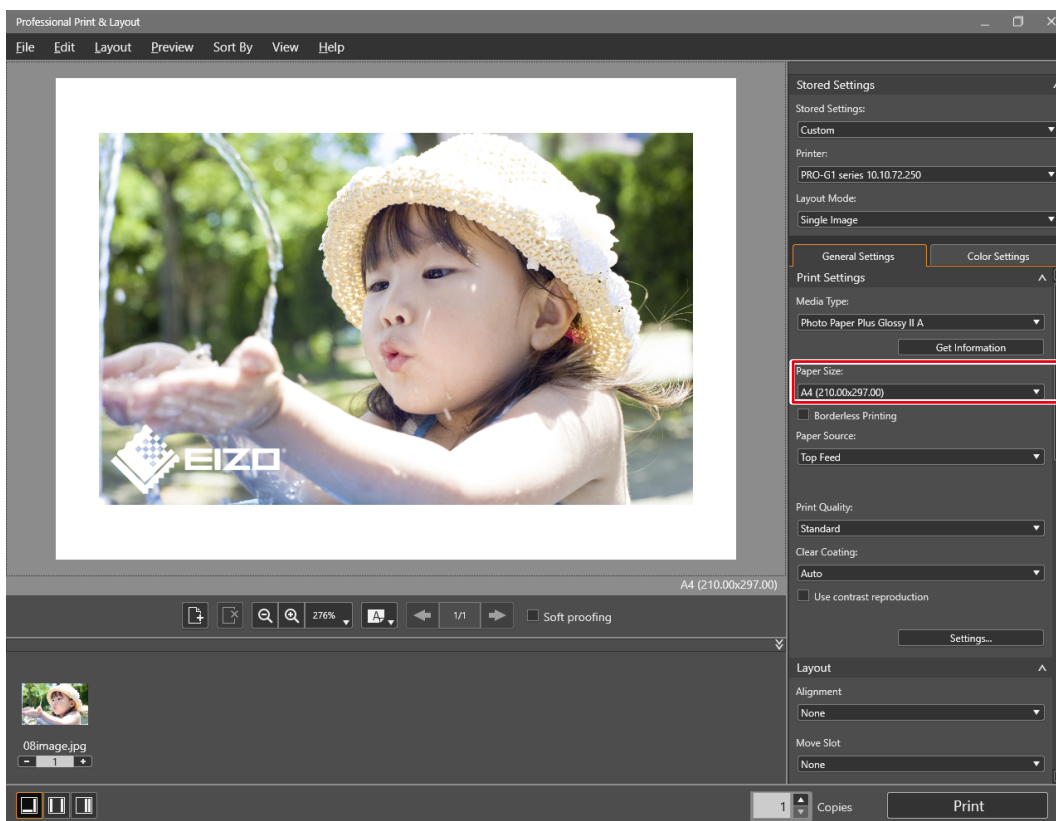 Professional Print & Layout
File Edit Layout Preview Sort By View Help
EIZO
A4 (210.00x297.00)
276%
A
1/1
Soft proofing
08image.jpg
- 1 +
Stored Settings
Stored Settings:
Custom
Printer:
PRO-G1 series 10.10.72.250
Layout Mode:
Single Image
General Settings Color Settings
Print Settings
Media Type:
Photo Paper Plus Glossy II A
Get Information
Paper Size:
A4 (210.00x297.00)
Borderless Printing
Paper Source:
Top Feed
Print Quality:
Standard
Clear Coating:
Auto
Use contrast reproduction
Settings...
Layout
Alignment
None
Move Slot
None
1 Copies Print